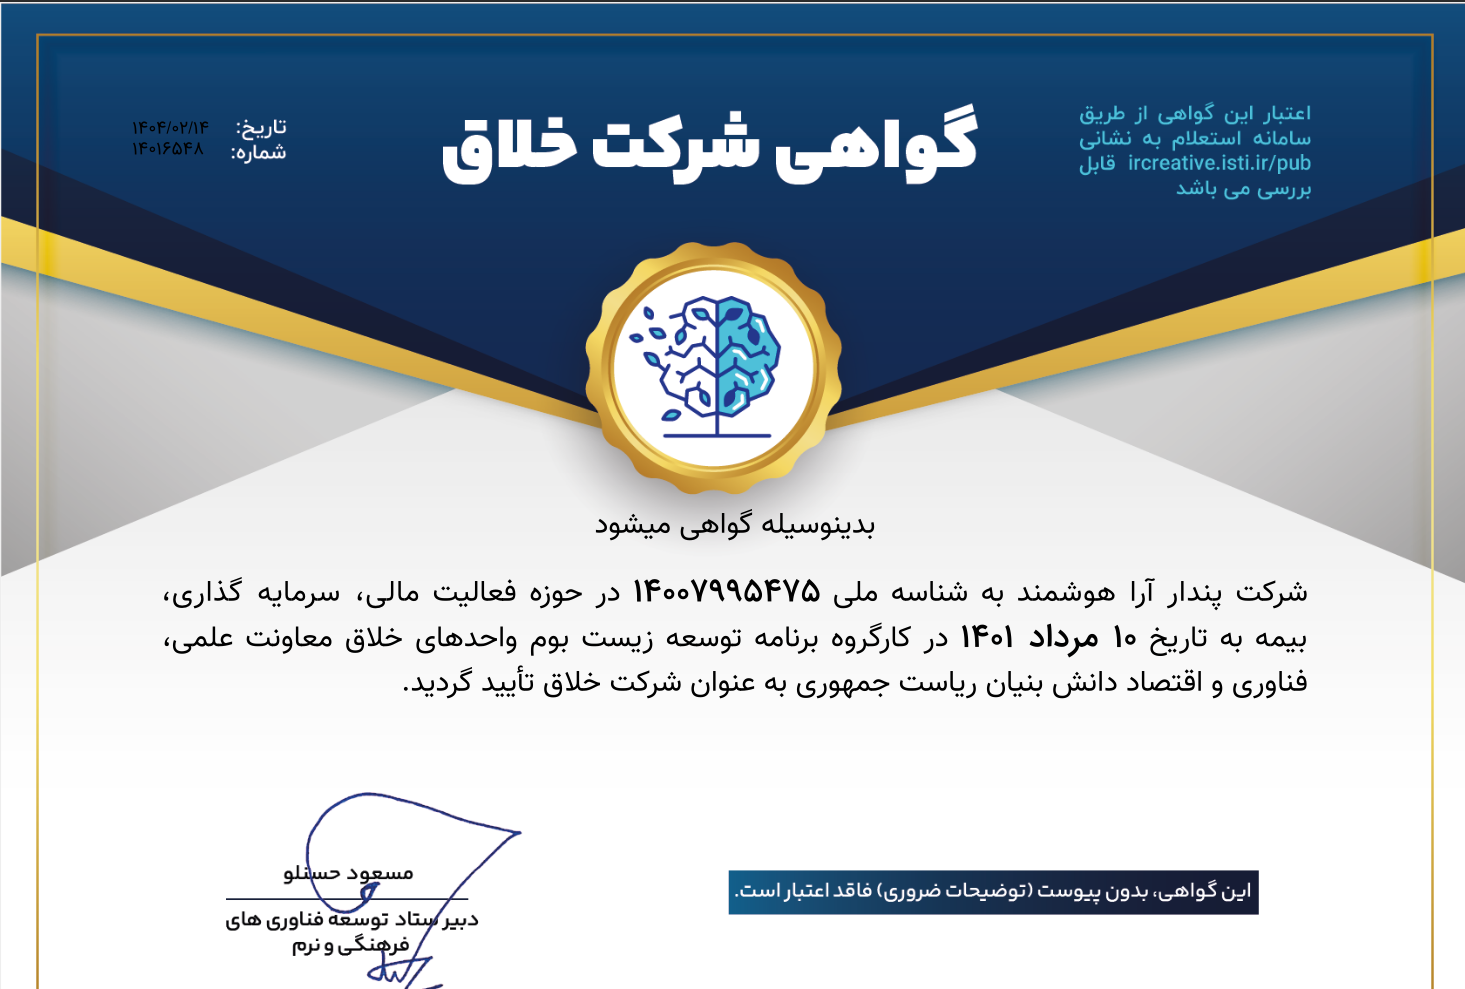 اعتبار این گواهی از طریق
سامانه استعلام به نشانی
ircreative.isti.ir/pub قابل
بررسی می باشد
گواهی شرکت خلاق
تاریخ: ۱۴۰۴/۰۲/۱۴
شماره: ۱۴۰۱۶۵۴۸
بدینوسیله گواهی میشود
شرکت پندار آرا هوشمند به شناسه ملی ۱۴۰۰۷۹۹۵۴۷۵ در حوزه فعالیت مالی، سرمایه گذاری،
بیمه به تاریخ ۱۰ مرداد ۱۴۰۱ در کارگروه برنامه توسعه زیست بوم واحدهای خلاق معاونت علمی،
فناوری و اقتصاد دانش بنیان ریاست جمهوری به عنوان شرکت خلاق تأیید گردید.
این گواهی، بدون پیوست (توضیحات ضروری) فاقد اعتبار است.
مسعود حسنلو
دبیر ستاد توسعه فناوری های
فرهنگی و نرم